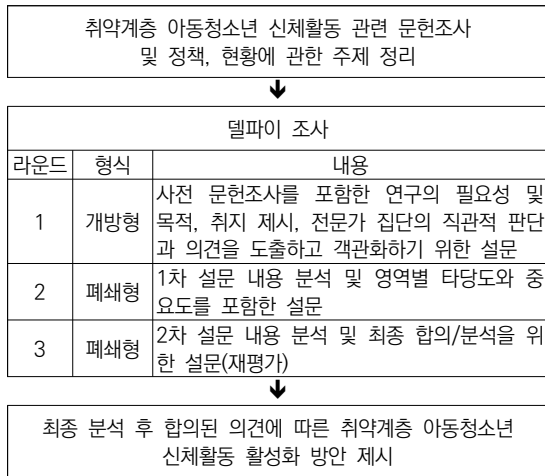 취약계층 아동청소년 신체활동 관련 문헌조사
및 정책, 현황에 관한 주제 정리
델파이 조사
라운드 형식 내용
1 개방형 사전 문헌조사를 포함한 연구의 필요성 및
목적, 취지 제시, 전문가 집단의 직관적 판단
과 의견을 도출하고 객관화하기 위한 설문
2 폐쇄형 1차 설문 내용 분석 및 영역별 타당도와 중
요도를 포함한 설문
3 폐쇄형 2차 설문 내용 분석 및 최종 합의/분석을 위
한 설문(재평가)
최종 분석 후 합의된 의견에 따른 취약계층 아동청소년
신체활동 활성화 방안 제시